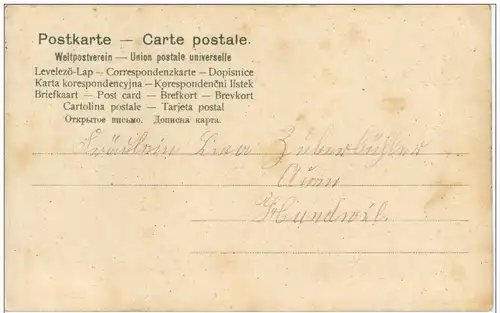 Postkarte — Carte postale.
Weltpostverein — Union postale universelle
Levelező-Lap — Correspondenzkarte — Dopisnice
Karta korespondencyjna — Korespondenční lístek
Briefkaart — Post card — Brefkort — Brevkort
Cartolina postale — Tarjeta postal
Открытое письмо. Дописна карта.
Fräulein Lina Zuberbühler
Auen
Hundwil